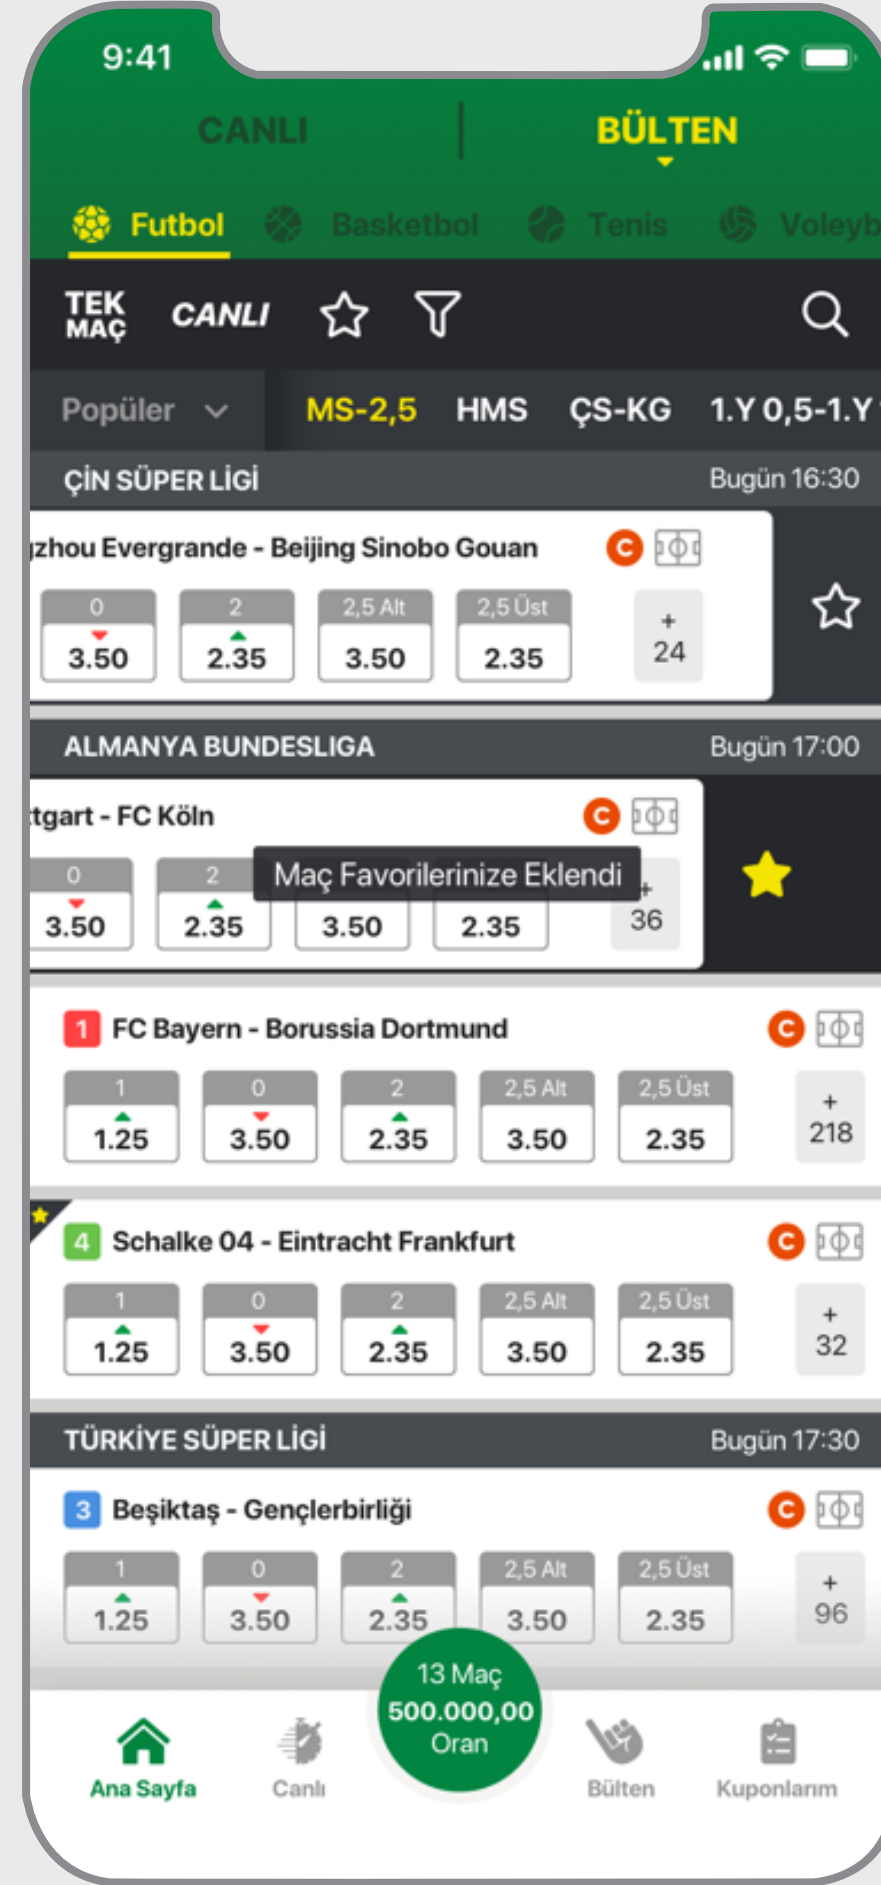 9:41
CANLI BÜLTEN
Futbol Basketbol Tenis Voleyb
TEK
MAÇ CANLI
Popüler MS-2,5 HMS ÇS-KG 1.Y 0,5-1.Y
ÇİN SÜPER LİGİ Bugün 16:30
gzhou Evergrande - Beijing Sinobo Gouan C
0 2 2,5 Alt 2,5 Üst +
3.50 2.35 3.50 2.35 24
ALMANYA BUNDESLIGA Bugün 17:00
ttgart - FC Köln C
0 2 Maç Favorilerinize Eklendi +
3.50 2.35 3.50 2.35 36
1 FC Bayern - Borussia Dortmund C
1 0 2 2,5 Alt 2,5 Üst +
1.25 3.50 2.35 3.50 2.35 218
4 Schalke 04 - Eintracht Frankfurt C
1 0 2 2,5 Alt 2,5 Üst +
1.25 3.50 2.35 3.50 2.35 32
TÜRKİYE SÜPER LİGİ Bugün 17:30
3 Beşiktaş - Gençlerbirliği C
1 0 2 2,5 Alt 2,5 Üst +
1.25 3.50 2.35 3.50 2.35 96
13 Maç
500.000,00
Oran
Ana Sayfa Canlı Bülten Kuponlarım